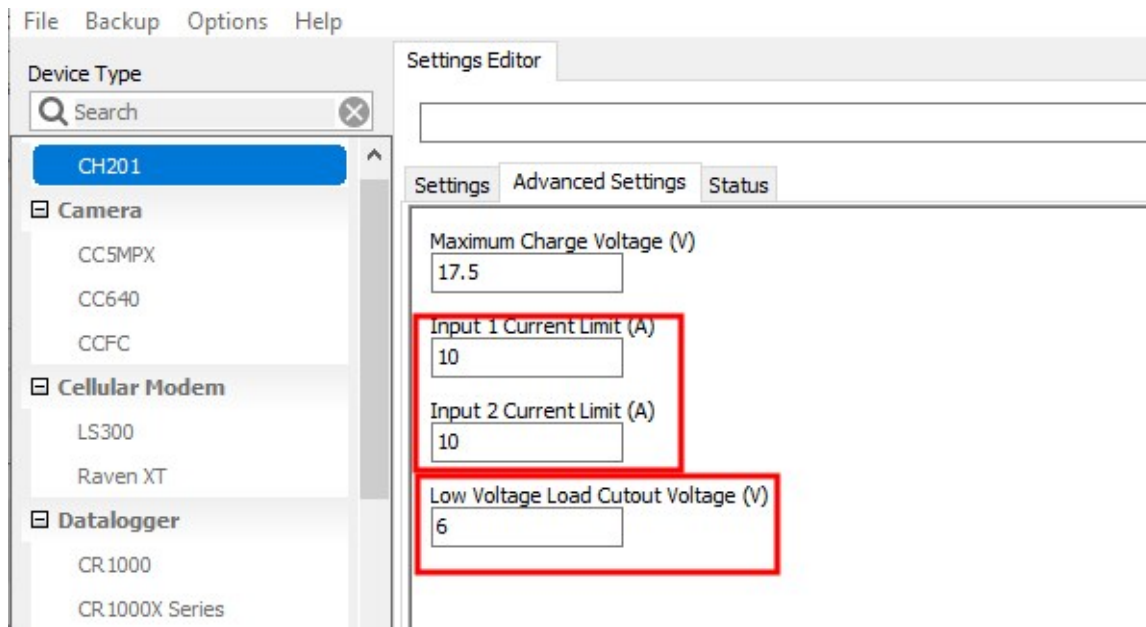 File Backup Options Help
Device Type
Search
CH201
Camera
CC5MPX
CC640
CCFC
Cellular Modem
LS300
Raven XT
Datalogger
CR1000
CR1000X Series
Settings Editor
Settings Advanced Settings Status
Maximum Charge Voltage (V)
17.5
Input 1 Current Limit (A)
10
Input 2 Current Limit (A)
10
Low Voltage Load Cutout Voltage (V)
6